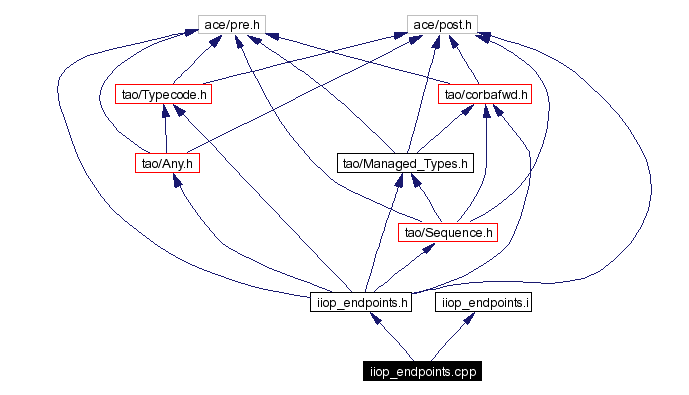 ace/pre.h
ace/post.h
tao/Typecode.h
tao/corbafwd.h
tao/Any.h
tao/Managed_Types.h
tao/Sequence.h
iiop_endpoints.h
iiop_endpoints.i
iiop_endpoints.cpp